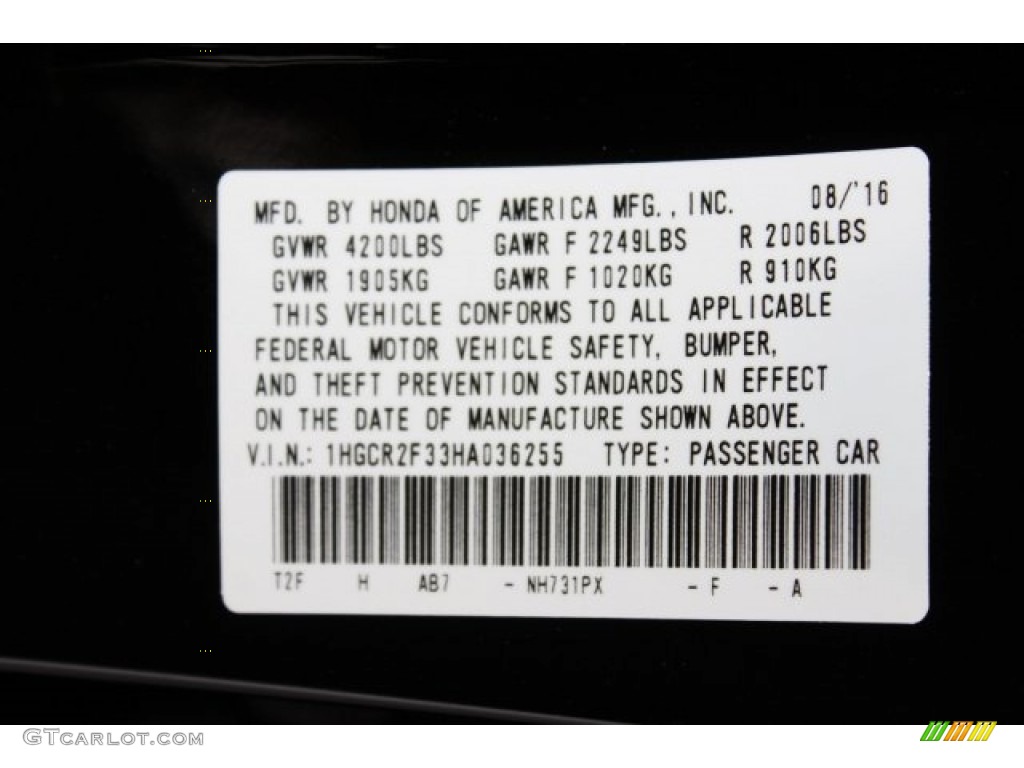 MFD. BY HONDA OF AMERICA MFG., INC. 08/'16
GVWR 4200LBS GAWR F 2249LBS R 2006LBS
GVWR 1905KG GAWR F 1020KG R 910KG
THIS VEHICLE CONFORMS TO ALL APPLICABLE
FEDERAL MOTOR VEHICLE SAFETY, BUMPER,
AND THEFT PREVENTION STANDARDS IN EFFECT
ON THE DATE OF MANUFACTURE SHOWN ABOVE.
V.I.N.: 1HGCR2F33HA036255 TYPE: PASSENGER CAR
T2F H AB7 - NH731PX - F - A
GTCARLOT.COM